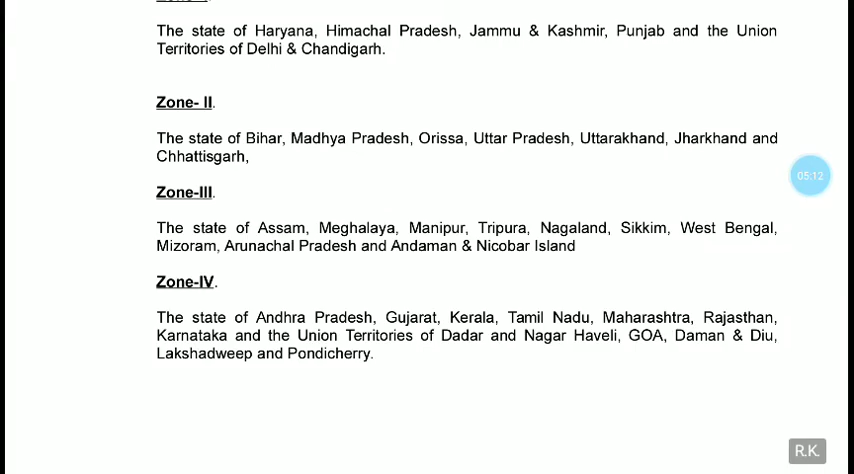 The state of Haryana, Himachal Pradesh, Jammu & Kashmir, Punjab and the Union
Territories of Delhi & Chandigarh.
Zone- II.
The state of Bihar, Madhya Pradesh, Orissa, Uttar Pradesh, Uttarakhand, Jharkhand and
Chhattisgarh,
05:12
Zone-III.
The state of Assam, Meghalaya, Manipur, Tripura, Nagaland, Sikkim, West Bengal,
Mizoram, Arunachal Pradesh and Andaman & Nicobar Island
Zone-IV.
The state of Andhra Pradesh, Gujarat, Kerala, Tamil Nadu, Maharashtra, Rajasthan,
Karnataka and the Union Territories of Dadar and Nagar Haveli, GOA, Daman & Diu,
Lakshadweep and Pondicherry.
R.K.